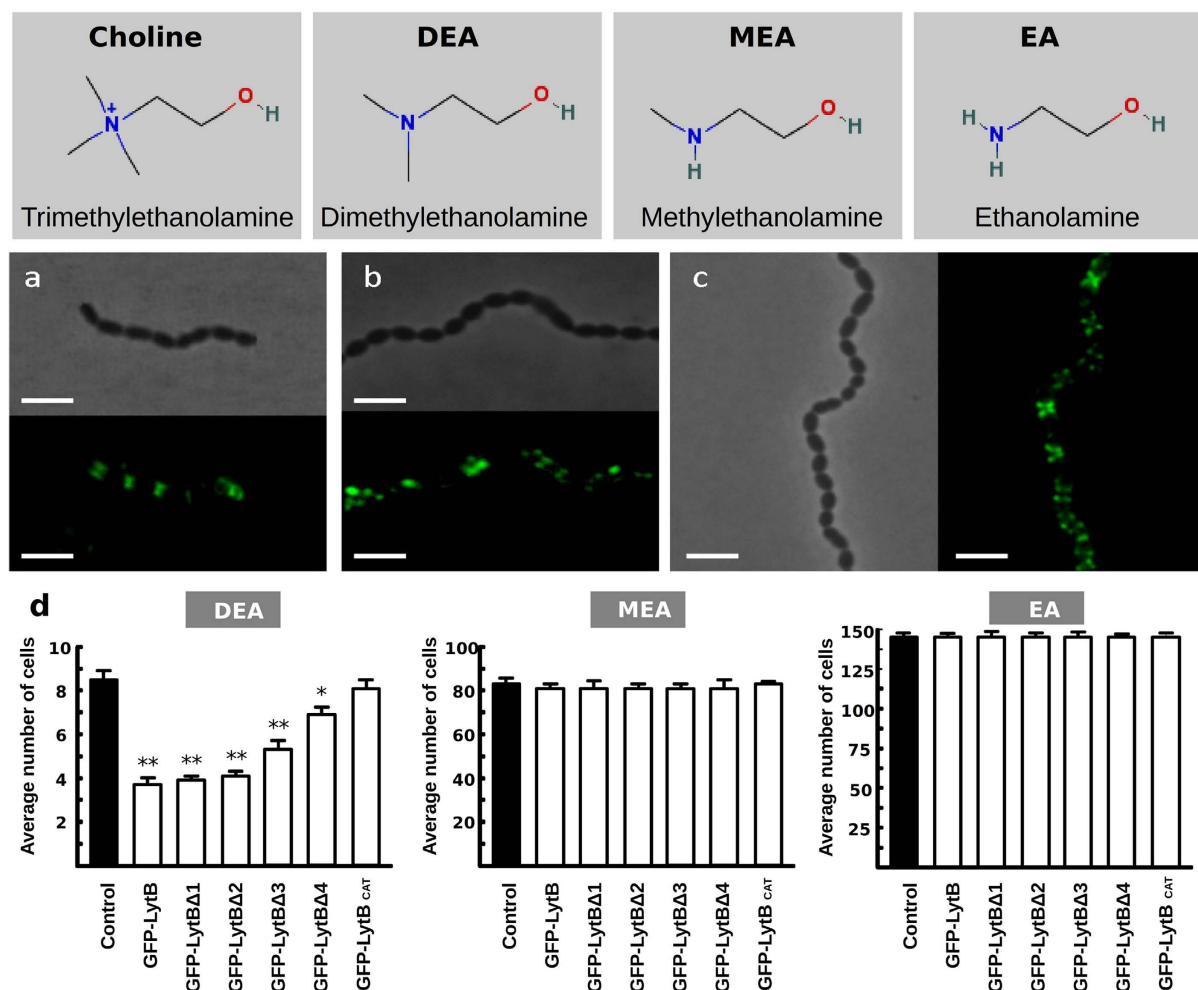 Choline
DEA
MEA
EA
N
+
O
H
N
O
H
N
H
O
H
H
N
H
O
H
Trimethylethanolamine
Dimethylethanolamine
Methylethanolamine
Ethanolamine
a
b
c
d
DEA
Average number of cells
10
8
6
4
2
**
**
**
**
*
Control
GFP-LytB
GFP-LytBΔ1
GFP-LytBΔ2
GFP-LytBΔ3
GFP-LytBΔ4
GFP-LytB CAT
MEA
Average number of cells
100
80
60
40
20
Control
GFP-LytB
GFP-LytBΔ1
GFP-LytBΔ2
GFP-LytBΔ3
GFP-LytBΔ4
GFP-LytB CAT
EA
Average number of cells
150
125
100
75
50
25
Control
GFP-LytB
GFP-LytBΔ1
GFP-LytBΔ2
GFP-LytBΔ3
GFP-LytBΔ4
GFP-LytB CAT